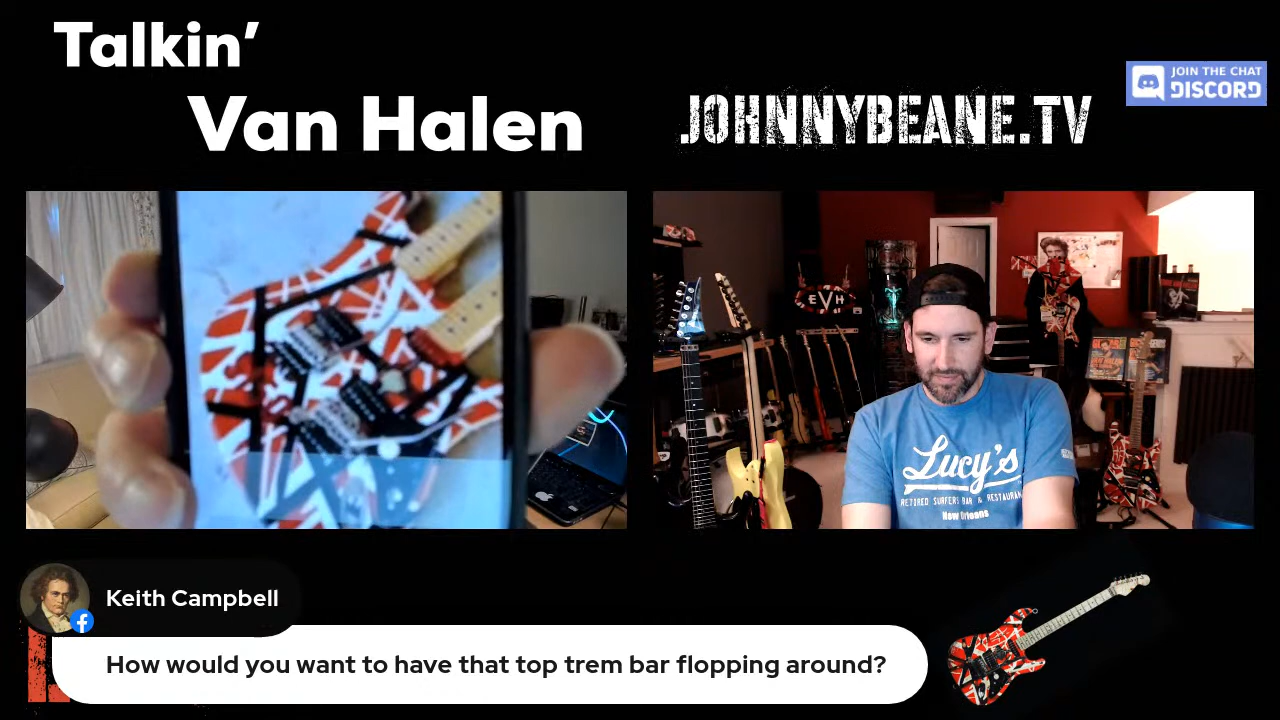 Talkin’
Van Halen
JOHNNYBEANE.TV
JOIN THE CHAT
DISCORD
EVH
Lucy's
RETIRED SURFERS BAR & RESTAURANT
New Orleans
Keith Campbell
How would you want to have that top trem bar flopping around?